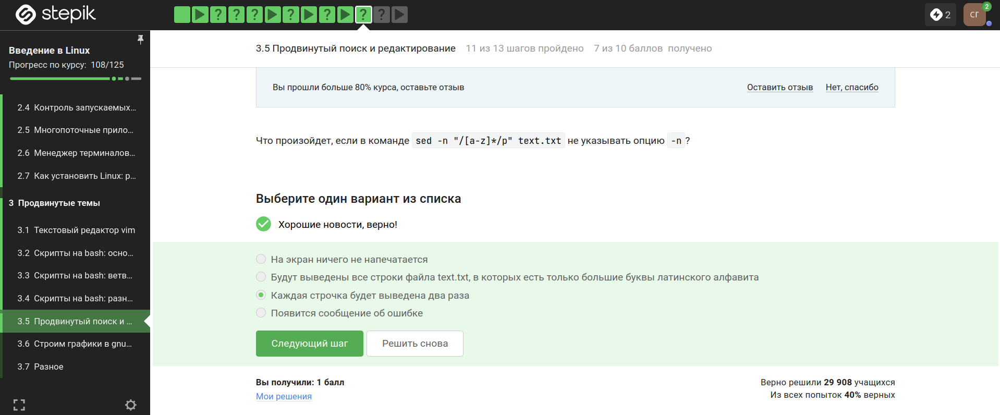 stepik
? ? ? ? ? ? ?
2
СГ
2
Введение в Linux
Прогресс по курсу: 108/125
2.4 Контроль запускаемых…
2.5 Многопоточные прило…
2.6 Менеджер терминалов…
2.7 Как установить Linux: р…
3 Продвинутые темы
3.1 Текстовый редактор vim
3.2 Скрипты на bash: осно…
3.3 Скрипты на bash: ветв…
3.4 Скрипты на bash: разн…
3.5 Продвинутый поиск и …
3.6 Строим графики в gnu…
3.7 Разное
3.5 Продвинутый поиск и редактирование 11 из 13 шагов пройдено 7 из 10 баллов получено
Вы прошли больше 80% курса, оставьте отзыв Оставить отзыв Нет, спасибо
Что произойдет, если в команде sed -n "/[a-z]*/p" text.txt не указывать опцию -n ?
Выберите один вариант из списка
Хорошие новости, верно!
На экран ничего не напечатается
Будут выведены все строки файла text.txt, в которых есть только большие буквы латинского алфавита
Каждая строчка будет выведена два раза
Появится сообщение об ошибке
Следующий шаг Решить снова
Вы получили: 1 балл
Мои решения
Верно решили 29 908 учащихся
Из всех попыток 40% верных